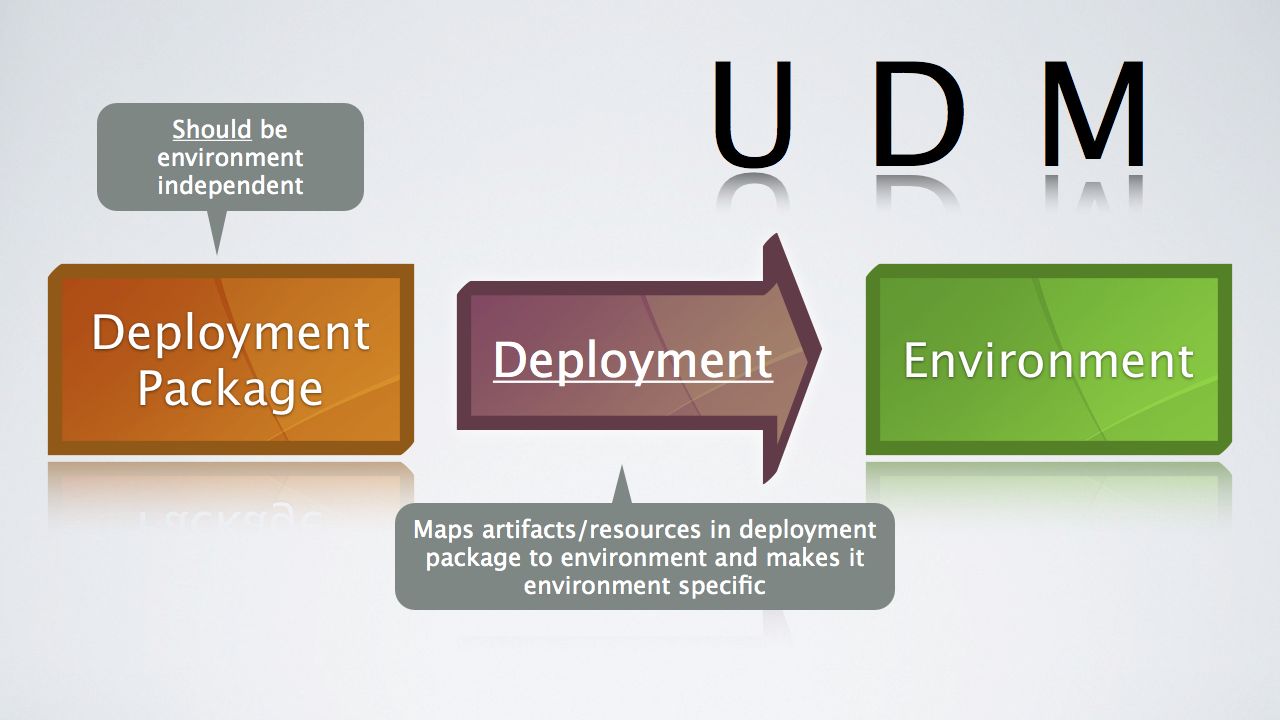 U D M
Should be
environment
independent
Deployment
Package
Deployment
Environment
Maps artifacts/resources in deployment
package to environment and makes it
environment specific